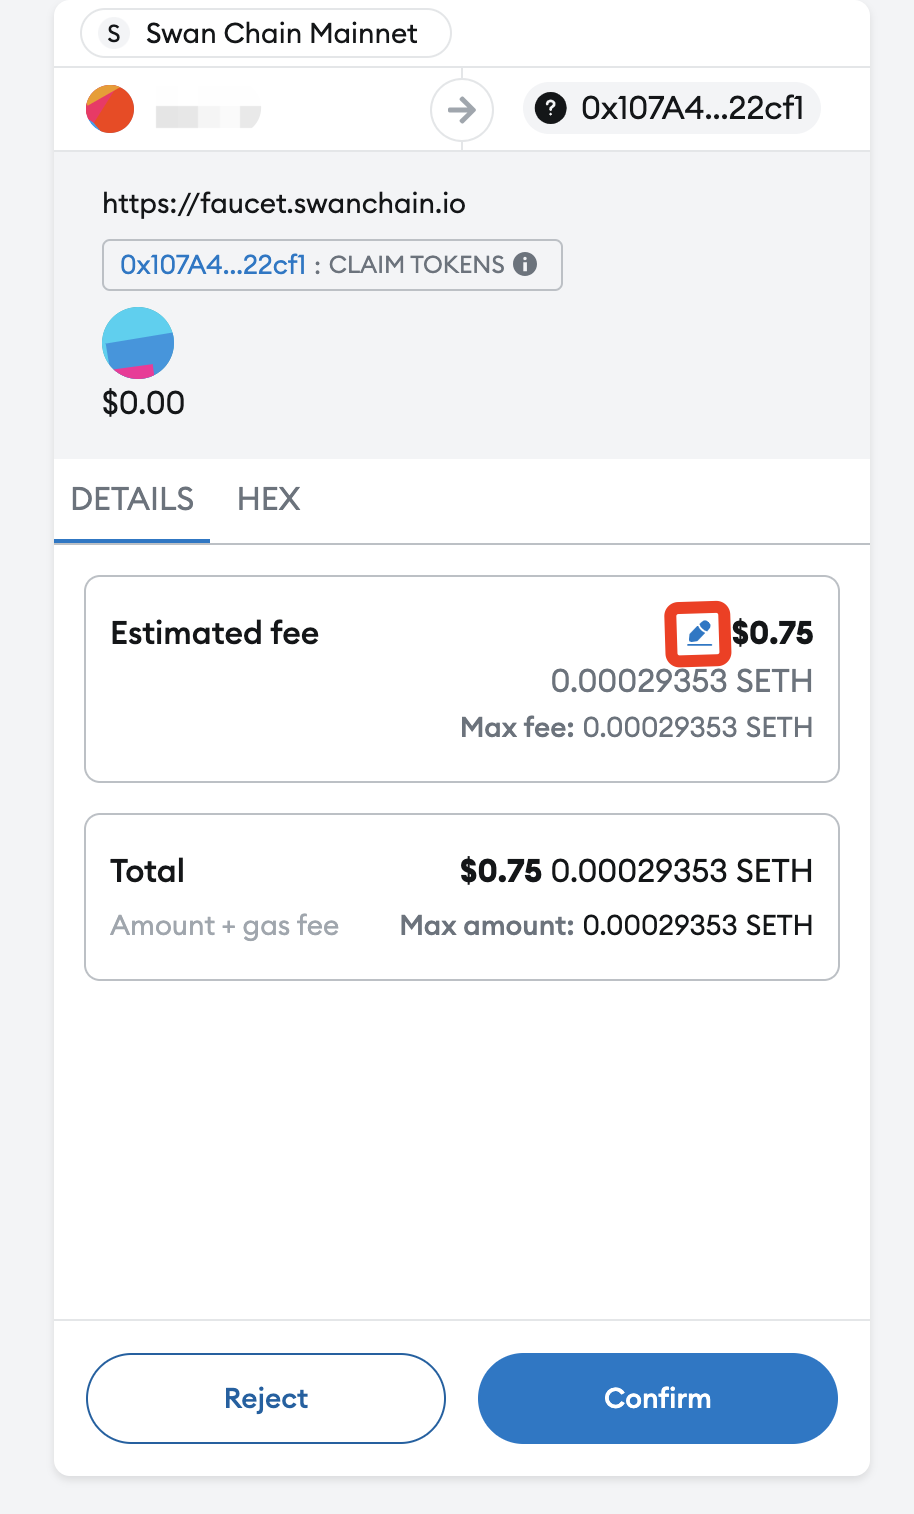 S Swan Chain Mainnet
? 0x107A4...22cf1
https://faucet.swanchain.io
0x107A4...22cf1 : CLAIM TOKENS i
$0.00
DETAILS HEX
Estimated fee $0.75
0.00029353 SETH
Max fee: 0.00029353 SETH
Total $0.75 0.00029353 SETH
Amount + gas fee Max amount: 0.00029353 SETH
Reject Confirm